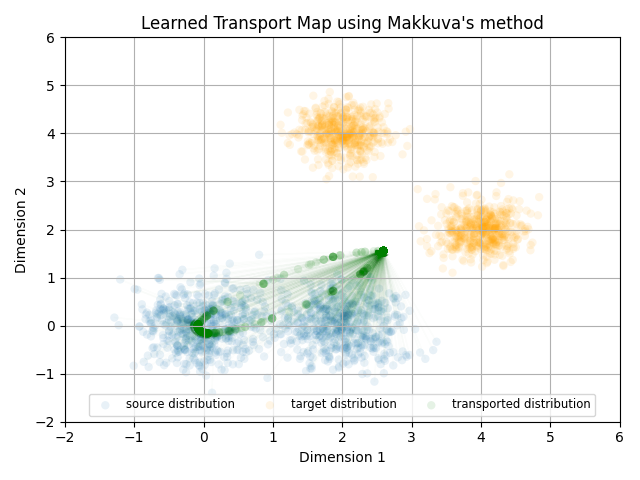 Learned Transport Map using Makkuva's method
6
5
4
3
2
1
0
−1
−2
Dimension 2
source distribution target distribution transported distribution
−2 −1 0 1 2 3 4 5 6
Dimension 1